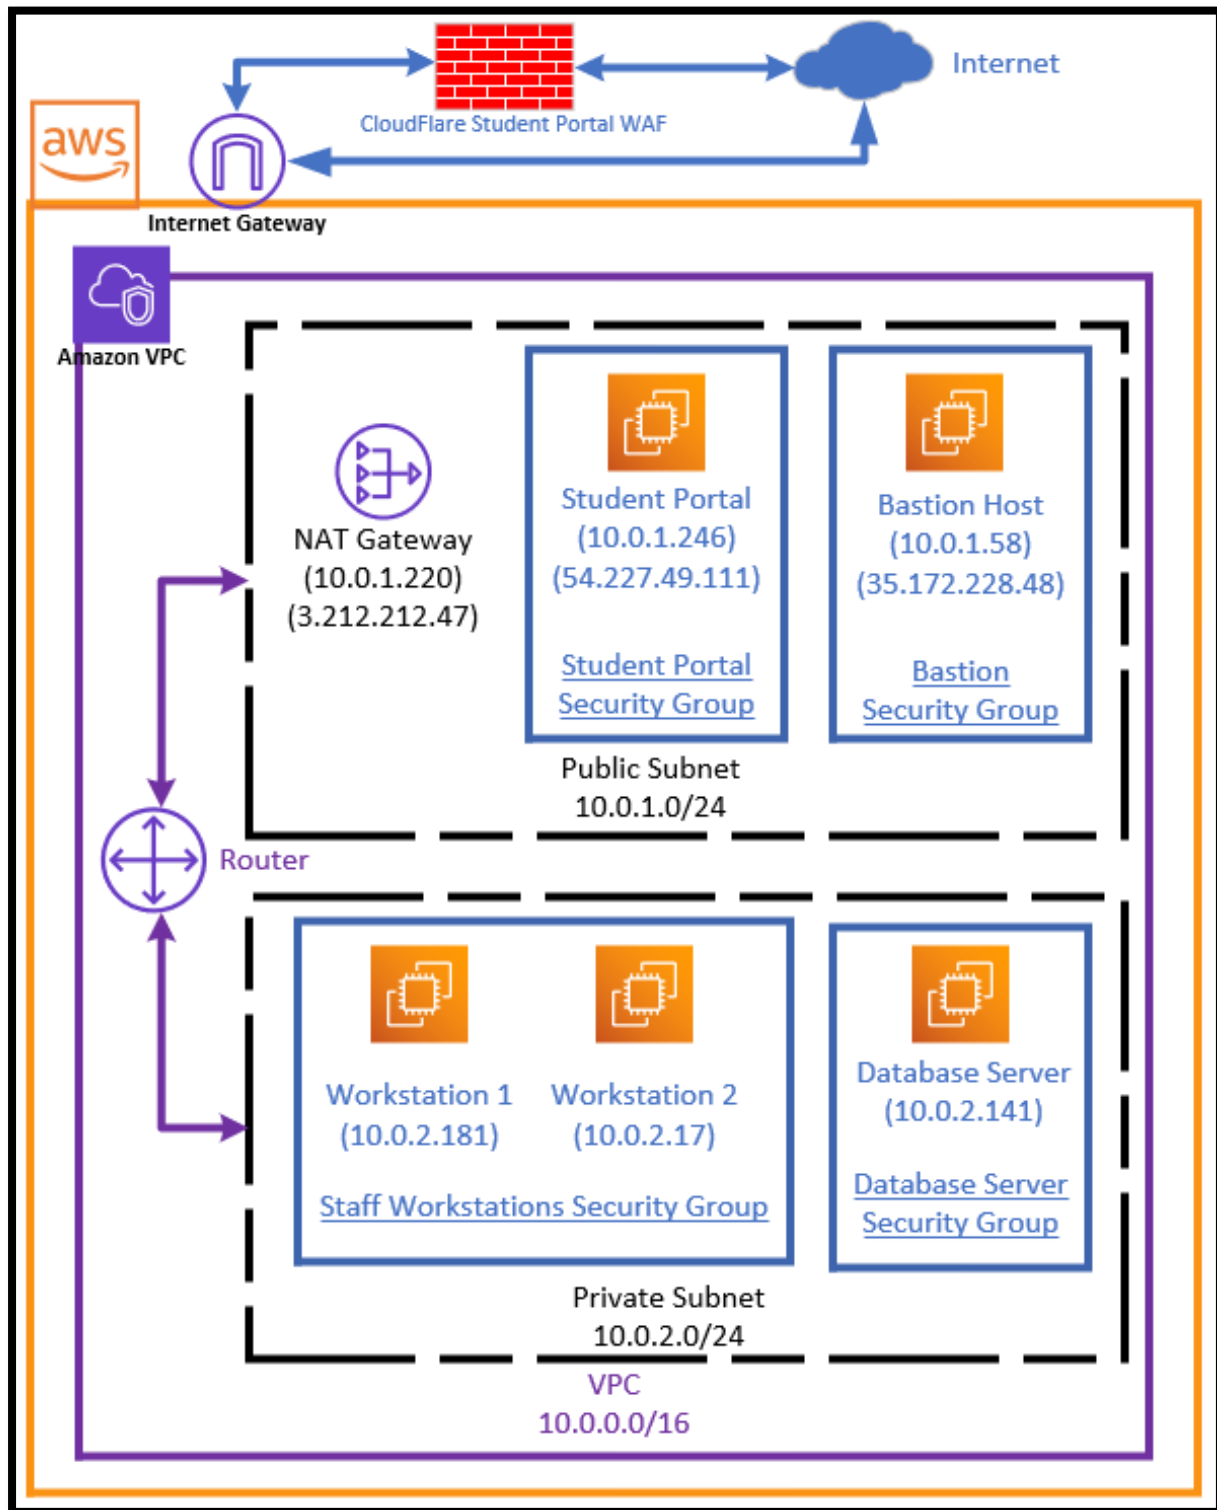 Internet
CloudFlare Student Portal WAF
aws
Internet Gateway
Amazon VPC
NAT Gateway
(10.0.1.220)
(3.212.212.47)
Student Portal
(10.0.1.246)
(54.227.49.111)
Student Portal
Security Group
Bastion Host
(10.0.1.58)
(35.172.228.48)
Bastion
Security Group
Public Subnet
10.0.1.0/24
Router
Workstation 1
(10.0.2.181)
Workstation 2
(10.0.2.17)
Staff Workstations Security Group
Database Server
(10.0.2.141)
Database Server
Security Group
Private Subnet
10.0.2.0/24
VPC
10.0.0.0/16